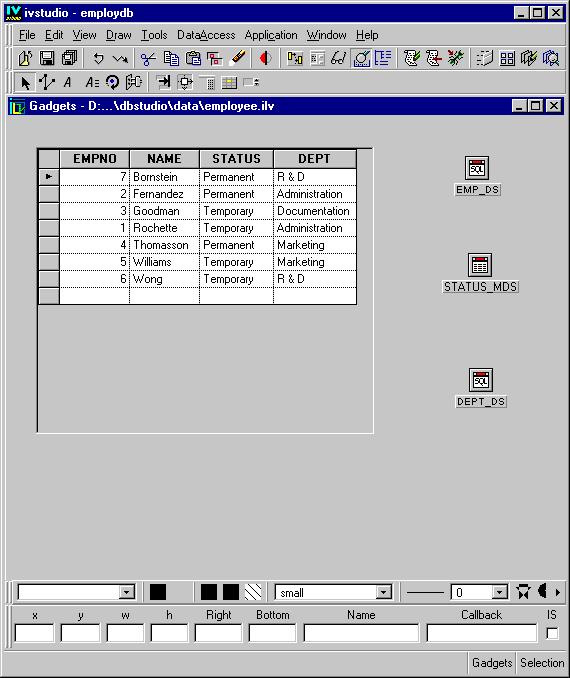 IV STUDIO ivstudio - employdb
File Edit View Draw Tools DataAccess Application Window Help
A A
Gadgets - D:...\dbstudio\data\employee.ilv
EMPNO NAME STATUS DEPT
7 Bornstein Permanent R & D
2 Fernandez Permanent Administration
3 Goodman Temporary Documentation
1 Rochette Temporary Administration
4 Thomasson Permanent Marketing
5 Williams Temporary Marketing
6 Wong Temporary R & D
SQL
EMP_DS
STATUS_MDS
SQL
DEPT_DS
small 0
x y w h Right Bottom Name Callback IS
Gadgets Selection